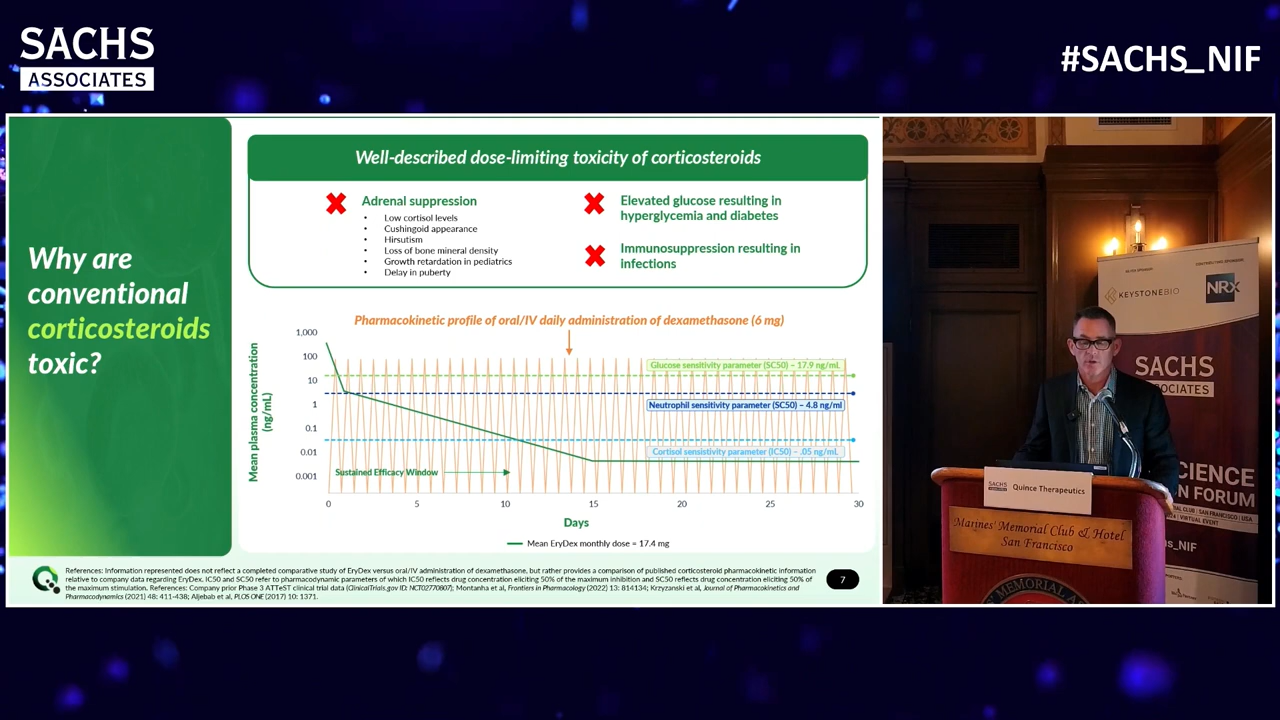 SACHS
ASSOCIATES
#SACHS_NIF
Why are
conventional
corticosteroids
toxic?
Well-described dose-limiting toxicity of corticosteroids
Adrenal suppression
• Low cortisol levels
• Cushingoid appearance
• Hirsutism
• Loss of bone mineral density
• Growth retardation in pediatrics
• Delay in puberty
Elevated glucose resulting in
hyperglycemia and diabetes
Immunosuppression resulting in
infections
Pharmacokinetic profile of oral/IV daily administration of dexamethasone (6 mg)
Mean plasma concentration
(ng/mL)
1,000
100
10
1
0.1
0.01
0.001
Glucose sensitivity parameter (SC50) – 17.9 ng/mL
Neutrophil sensitivity parameter (SC50) – 4.8 ng/ml
Cortisol sensistivity parameter (IC50) – .05 ng/mL
Sustained Efficacy Window
0 5 10 15 20 25 30
Days
Mean EryDex monthly dose = 17.4 mg
References: Information represented does not reflect a completed comparative study of EryDex versus oral/IV administration of dexamethasone, but rather provides a comparison of published corticosteroid pharmacokinetic information
relative to company data regarding EryDex. IC50 and SC50 refer to pharmacodynamic parameters of which IC50 reflects drug concentration eliciting 50% of the maximum inhibition and SC50 reflects drug concentration eliciting 50% of
the maximum stimulation. References: Company prior Phase 3 ATTeST clinical trial data (ClinicalTrials.gov ID: NCT02770807); Montanha et al, Frontiers in Pharmacology (2022) 13: 814134; Krzyzanski et al, Journal of Pharmacokinetics and
Pharmacodynamics (2021) 48: 411-438; Aljebab et al, PLOS ONE (2017) 10: 1371.
7
KEYSTONEBIO
NRX
SACHS
ASSOCIATES
SCIENCE
N FORUM
CLUB | SAN FRANCISCO | USA
| VIRTUAL EVENT
#SACHS_NIF
SACHS
ASSOCIATES
Quince Therapeutics
Marines' Memorial Club & Hotel
San Francisco
MEMORIAL